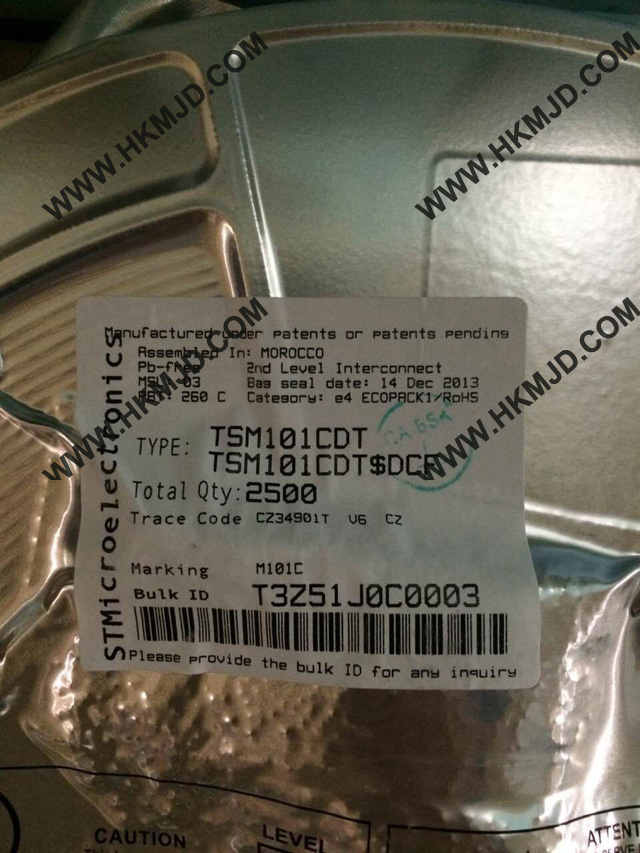 WWW.HKMJD.COM
WWW.HKMJD.COM
Manufactured under patents or patents pending
Assembled In: MOROCCO
Pb-free 2nd Level Interconnect
MSL: 03 Bag seal date: 14 Dec 2013
260 C Category: e4 ECOPACK1/RoHS
STMicroelectronics
TYPE: TSM101CDT
TSM101CDT$DCR
Total Qty: 2500
Trace Code CZ34901T V6 CZ
Marking M101C
Bulk ID T3Z51J0C0003
Please provide the bulk ID for any inquiry
WWW.HKMJD.COM
WWW.HKMJD.COM
CAUTION
LEVEL